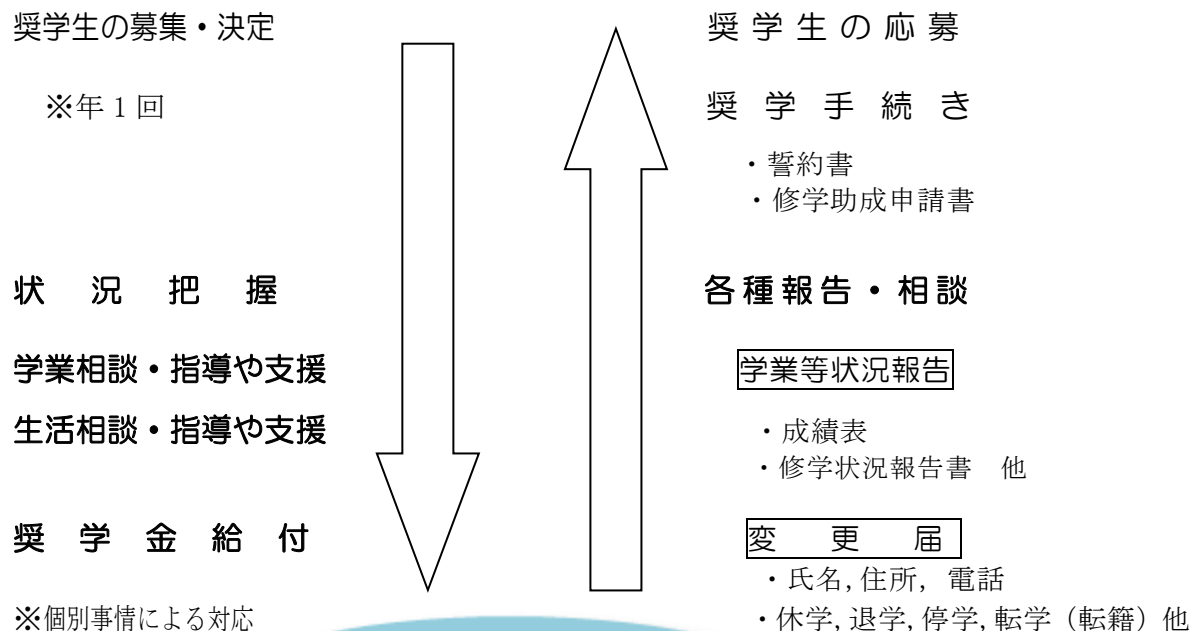 奨学生の募集・決定
※年1回
状況把握
学業相談・指導や支援
生活相談・指導や支援
奨学金給付
※個別事情による対応
奨学生の応募
奨学手続き
・誓約書
・修学助成申請書
各種報告・相談
学業等状況報告
・成績表
・修学状況報告書　他
変更届
・氏名,住所, 電話
・休学,退学,停学,転学（転籍）他